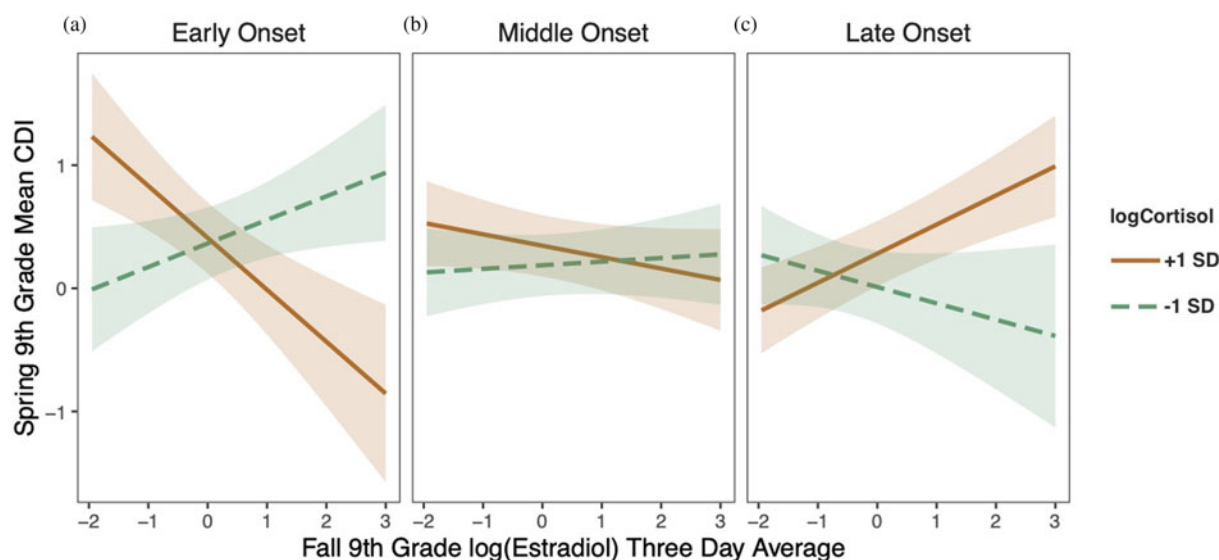 (a) Early Onset (b) Middle Onset (c) Late Onset
Spring 9th Grade Mean CDI
1
0
−1
logCortisol
+1 SD
-1 SD
−2 −1 0 1 2 3 −2 −1 0 1 2 3 −2 −1 0 1 2 3
Fall 9th Grade log(Estradiol) Three Day Average